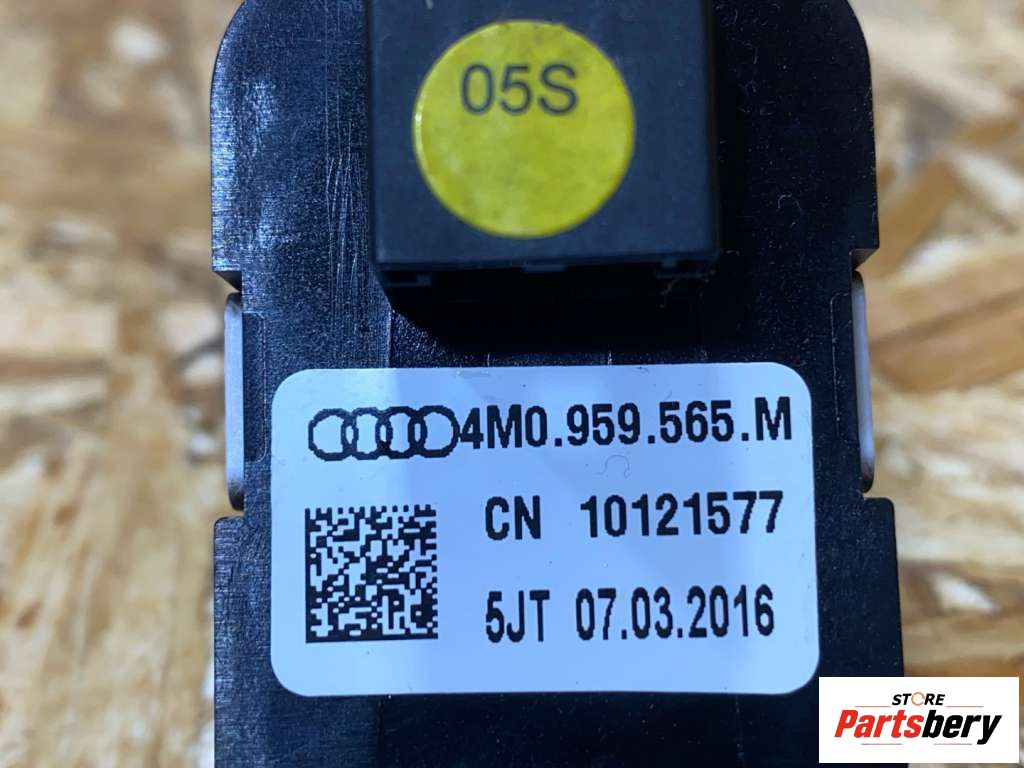 05S
4M0.959.565.M
CN 10121577
5JT 07.03.2016
STORE
Partsbery